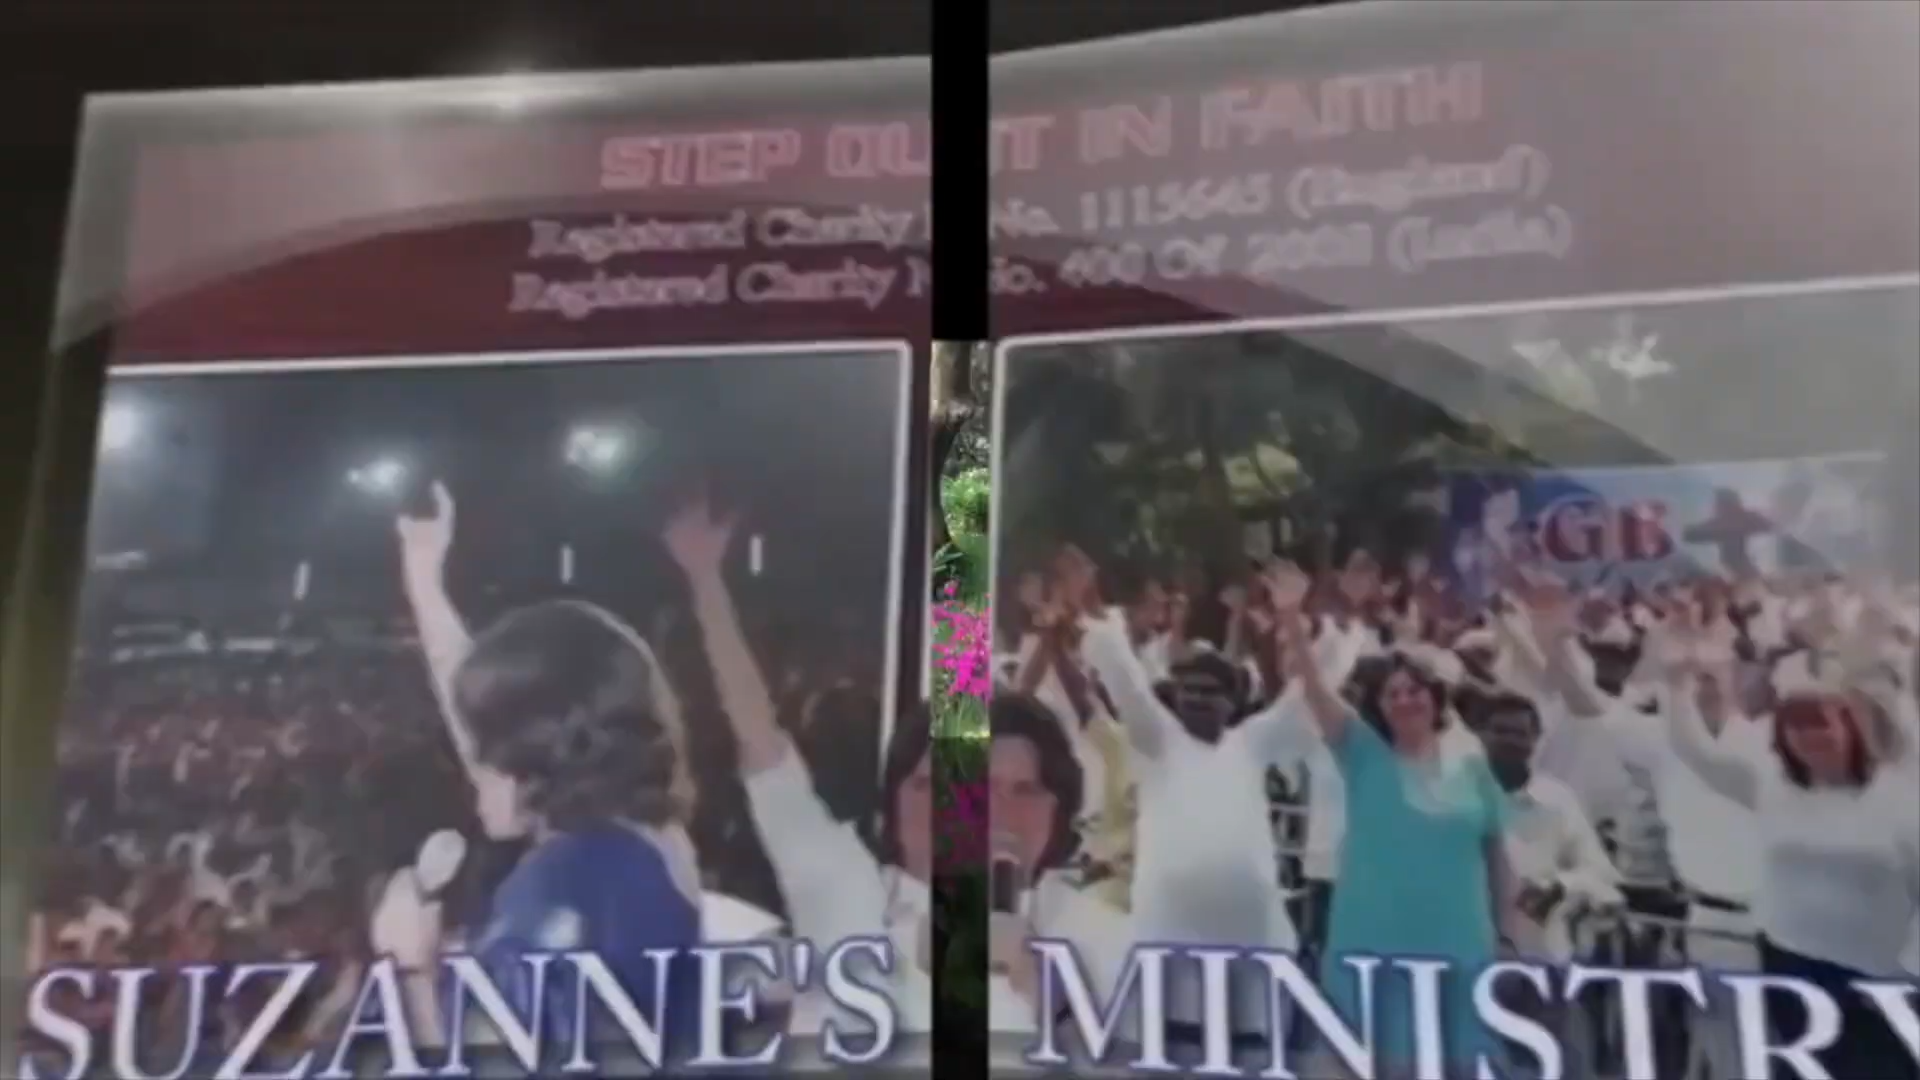 STEP OUT IN FAITH
Registered Charity No. 1115645 (England)
Registered Charity No. 400 Of 2008 (India)
GB
SUZANNE'S MINISTRY